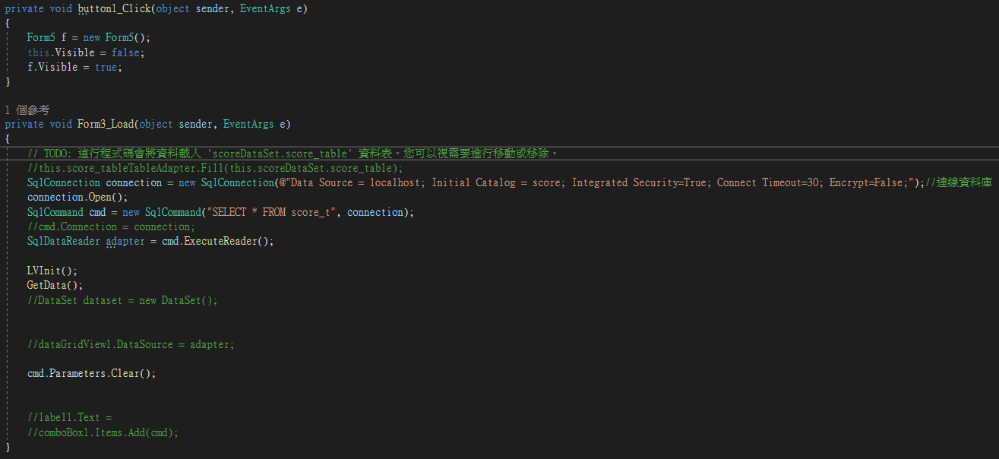 private void button1_Click(object sender, EventArgs e)
{
    Form5 f = new Form5();
    this.Visible = false;
    f.Visible = true;
}
1 個參考
private void Form3_Load(object sender, EventArgs e)
{
    // TODO: 這行程式碼會將資料載入 'scoreDataSet.score_table' 資料表。您可以視需要進行移動或移除。
    //this.score_tableTableAdapter.Fill(this.scoreDataSet.score_table);
    SqlConnection connection = new SqlConnection(@"Data Source = localhost; Initial Catalog = score; Integrated Security=True; Connect Timeout=30; Encrypt=False;");//連線資料庫
    connection.Open();
    SqlCommand cmd = new SqlCommand("SELECT * FROM score_t", connection);
    //cmd.Connection = connection;
    SqlDataReader adapter = cmd.ExecuteReader();
    LVInit();
    GetData();
    //DataSet dataset = new DataSet();
    //dataGridView1.DataSource = adapter;
    cmd.Parameters.Clear();
    //label1.Text =
    //comboBox1.Items.Add(cmd);
}